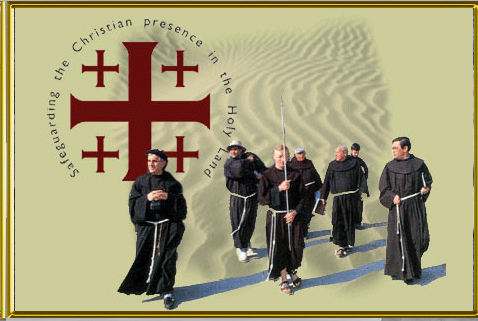 Safeguarding the Christian presence in the Holy Land